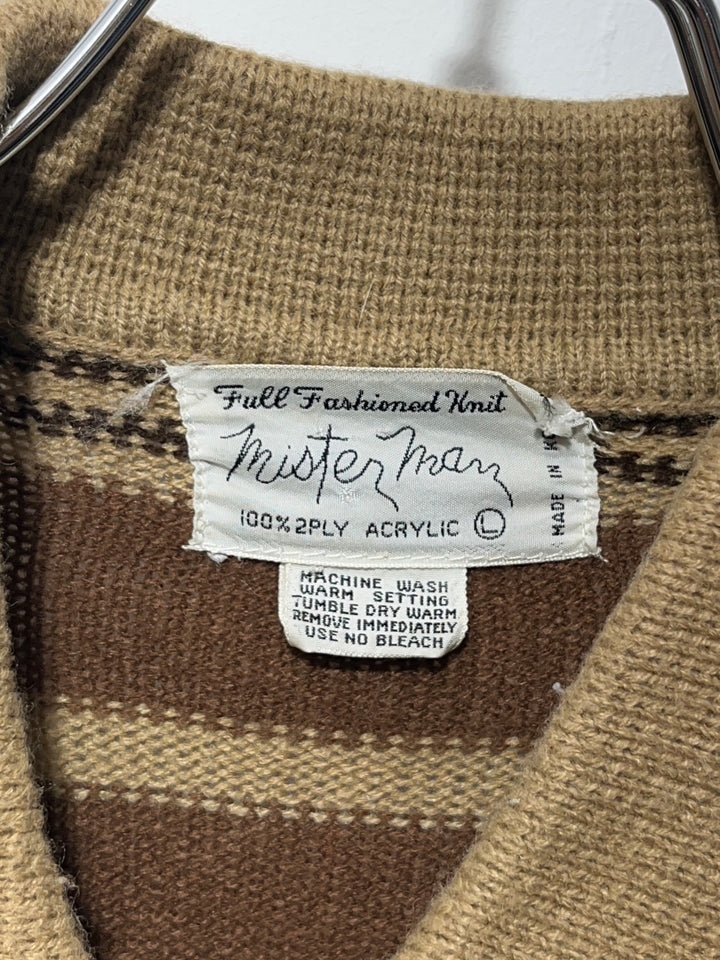 Full Fashioned Knit
Mister Man
100% 2PLY ACRYLIC L
MADE IN
MACHINE WASH
WARM SETTING
TUMBLE DRY WARM
REMOVE IMMEDIATELY
USE NO BLEACH